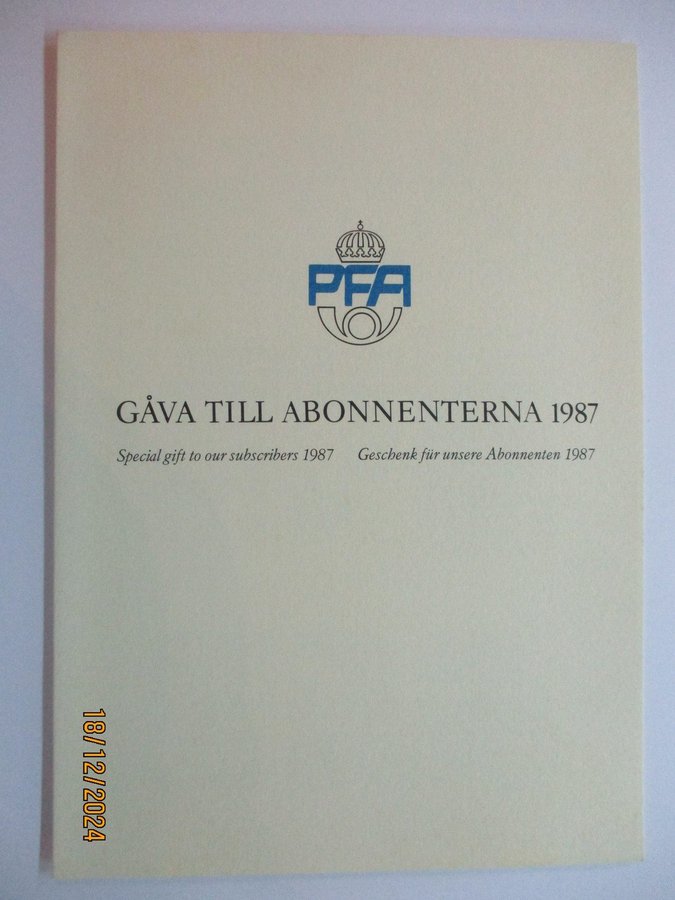 PFA
GÅVA TILL ABONNENTERNA 1987
Special gift to our subscribers 1987 Geschenk für unsere Abonnenten 1987
18/12/2024